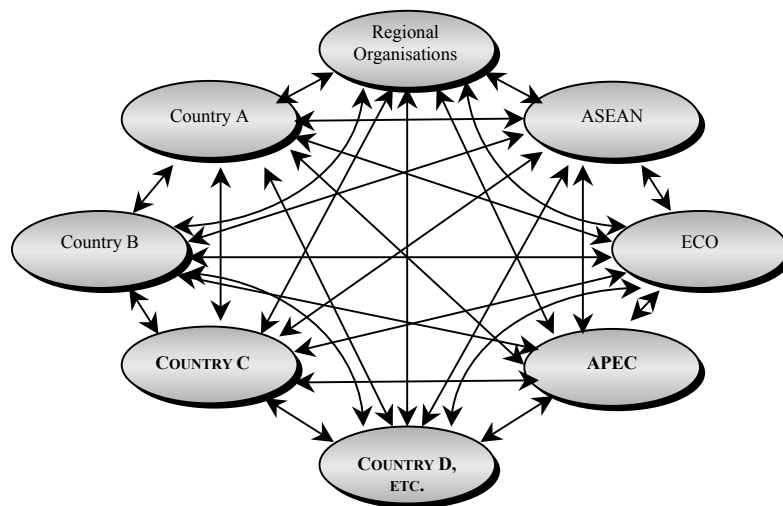 Regional
Organisations
Country A
ASEAN
Country B
ECO
COUNTRY C
APEC
COUNTRY D,
ETC.